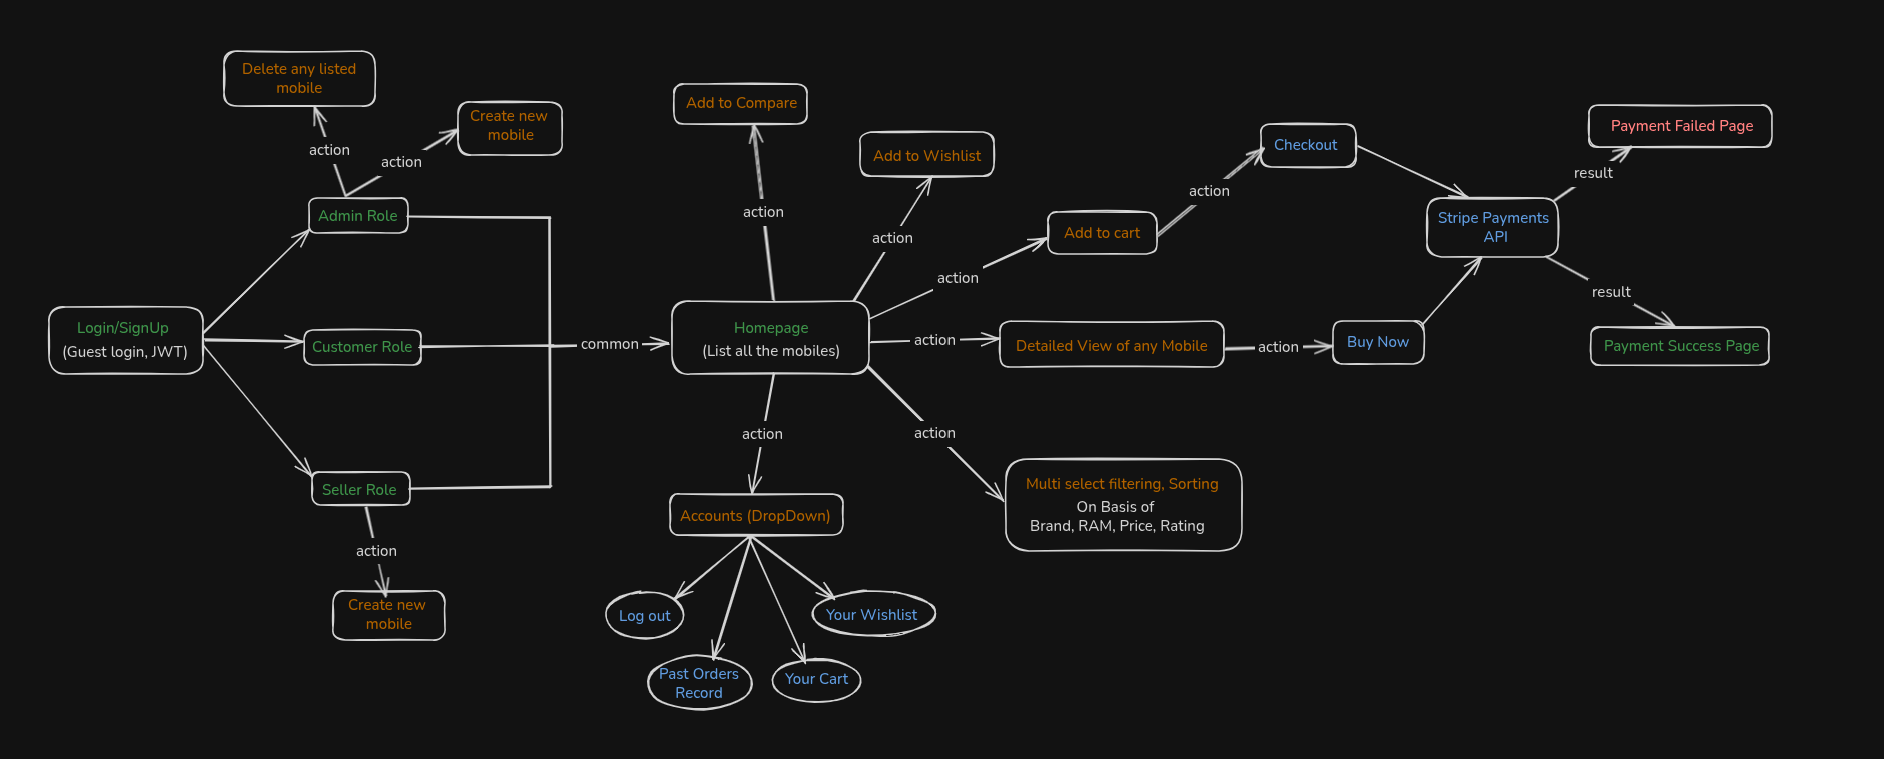 Delete any listed
mobile
Create new
mobile
action
action
Admin Role
Login/SignUp
(Guest login, JWT)
Customer Role
common
Seller Role
action
Create new
mobile
Add to Compare
Add to Wishlist
action
action
action
Homepage
(List all the mobiles)
action
action
action
Add to cart
action
Checkout
Stripe Payments
API
result
Payment Failed Page
result
Payment Success Page
Detailed View of any Mobile
action
Buy Now
Multi select filtering, Sorting
On Basis of
Brand, RAM, Price, Rating
Accounts (DropDown)
Log out
Past Orders
Record
Your Cart
Your Wishlist